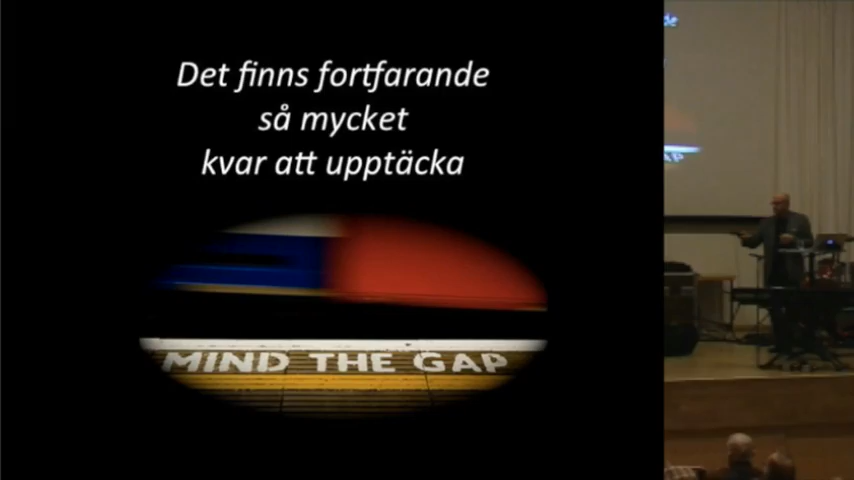 Det finns fortfarande
så mycket
kvar att upptäcka
MIND THE GAP